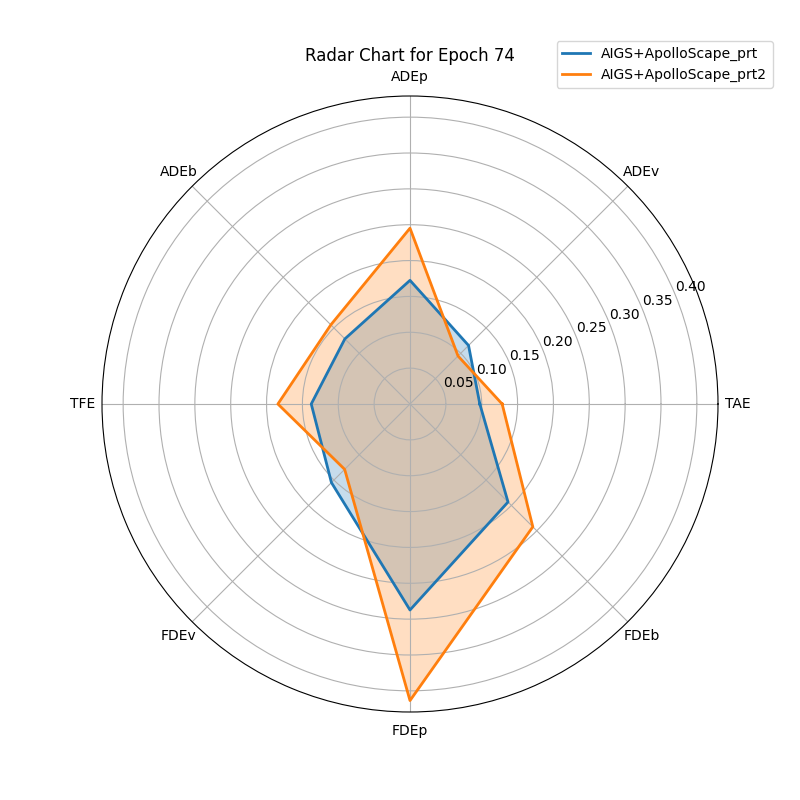 Radar Chart for Epoch 74
AIGS+ApolloScape_prt
AIGS+ApolloScape_prt2
ADEp
ADEb
ADEv
0.40
0.35
0.30
0.25
0.20
0.15
0.10
0.05
TFE
TAE
FDEv
FDEb
FDEp